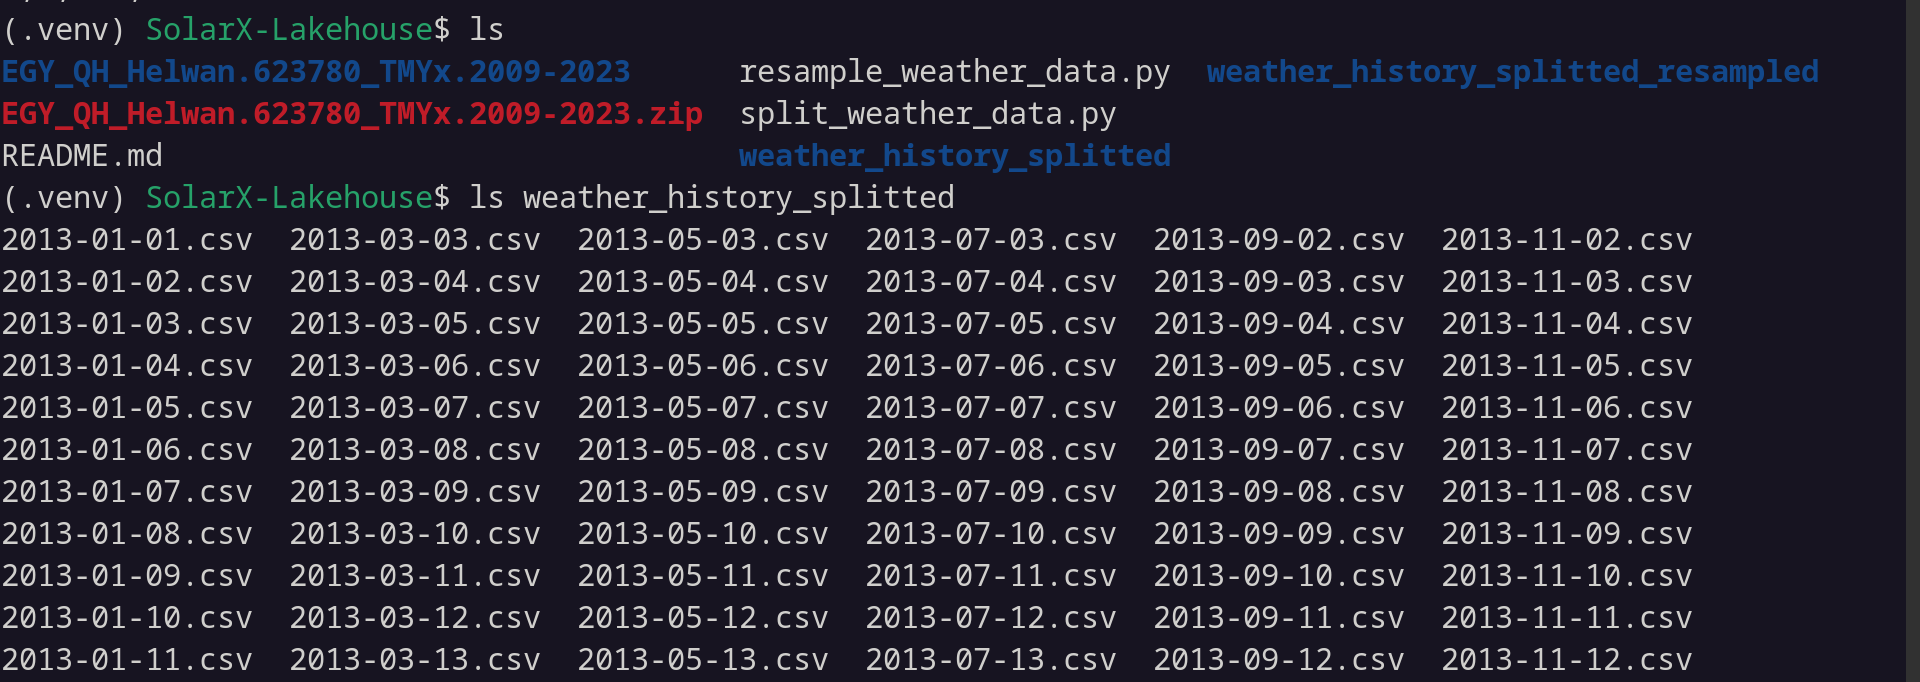 (.venv) SolarX-Lakehouse$ ls
EGY_QH_Helwan.623780_TMYx.2009-2023 resample_weather_data.py weather_history_splitted_resampled
EGY_QH_Helwan.623780_TMYx.2009-2023.zip split_weather_data.py
README.md weather_history_splitted
(.venv) SolarX-Lakehouse$ ls weather_history_splitted
2013-01-01.csv 2013-03-03.csv 2013-05-03.csv 2013-07-03.csv 2013-09-02.csv 2013-11-02.csv
2013-01-02.csv 2013-03-04.csv 2013-05-04.csv 2013-07-04.csv 2013-09-03.csv 2013-11-03.csv
2013-01-03.csv 2013-03-05.csv 2013-05-05.csv 2013-07-05.csv 2013-09-04.csv 2013-11-04.csv
2013-01-04.csv 2013-03-06.csv 2013-05-06.csv 2013-07-06.csv 2013-09-05.csv 2013-11-05.csv
2013-01-05.csv 2013-03-07.csv 2013-05-07.csv 2013-07-07.csv 2013-09-06.csv 2013-11-06.csv
2013-01-06.csv 2013-03-08.csv 2013-05-08.csv 2013-07-08.csv 2013-09-07.csv 2013-11-07.csv
2013-01-07.csv 2013-03-09.csv 2013-05-09.csv 2013-07-09.csv 2013-09-08.csv 2013-11-08.csv
2013-01-08.csv 2013-03-10.csv 2013-05-10.csv 2013-07-10.csv 2013-09-09.csv 2013-11-09.csv
2013-01-09.csv 2013-03-11.csv 2013-05-11.csv 2013-07-11.csv 2013-09-10.csv 2013-11-10.csv
2013-01-10.csv 2013-03-12.csv 2013-05-12.csv 2013-07-12.csv 2013-09-11.csv 2013-11-11.csv
2013-01-11.csv 2013-03-13.csv 2013-05-13.csv 2013-07-13.csv 2013-09-12.csv 2013-11-12.csv